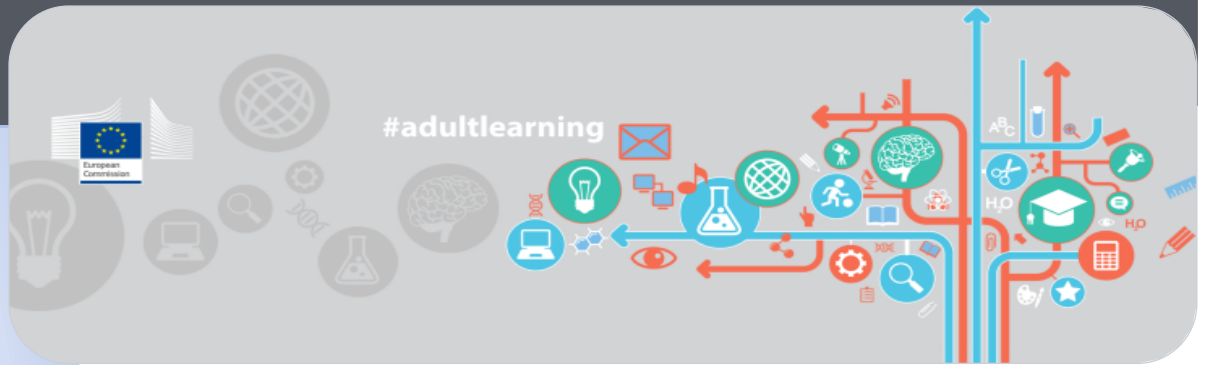 #adultlearning
European
Commission
ABC
H₂O
H₂O